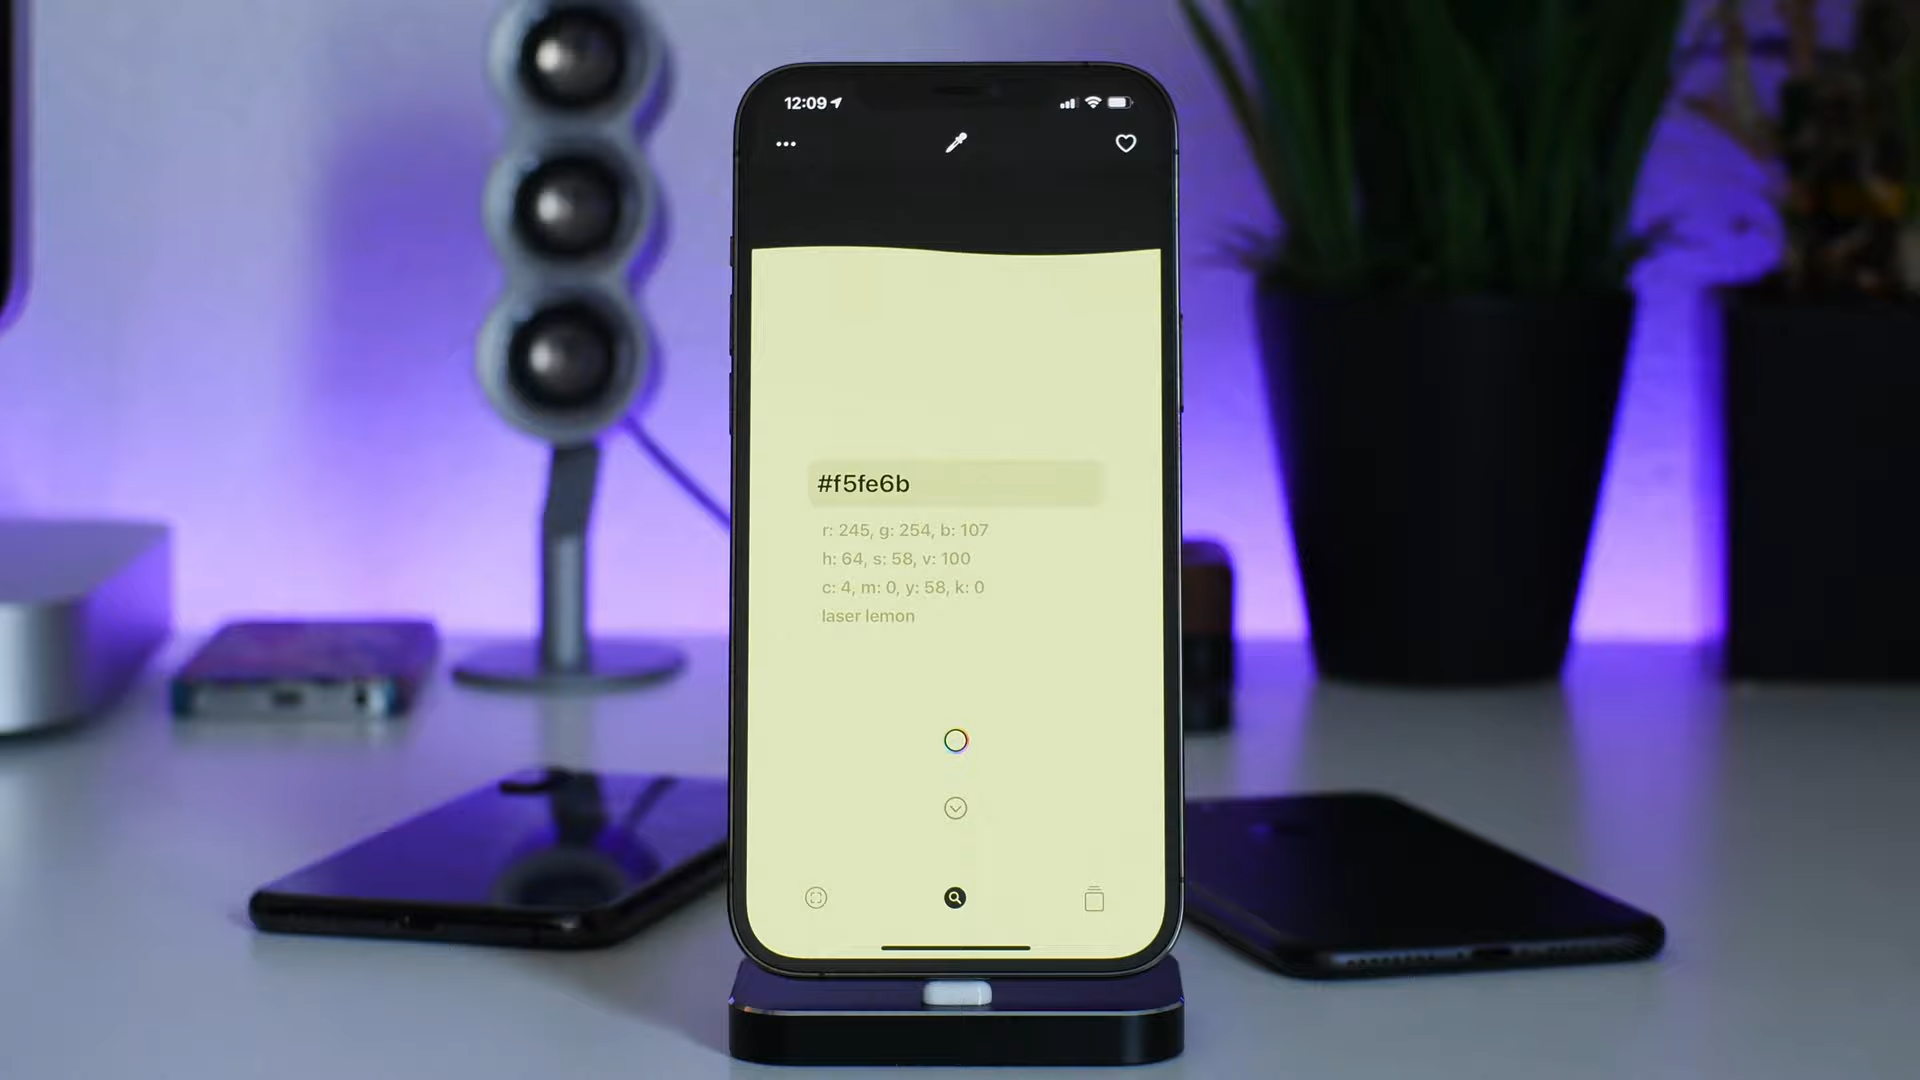 12:09
#f5fe6b
r: 245, g: 254, b: 107
h: 64, s: 58, v: 100
c: 4, m: 0, y: 58, k: 0
laser lemon